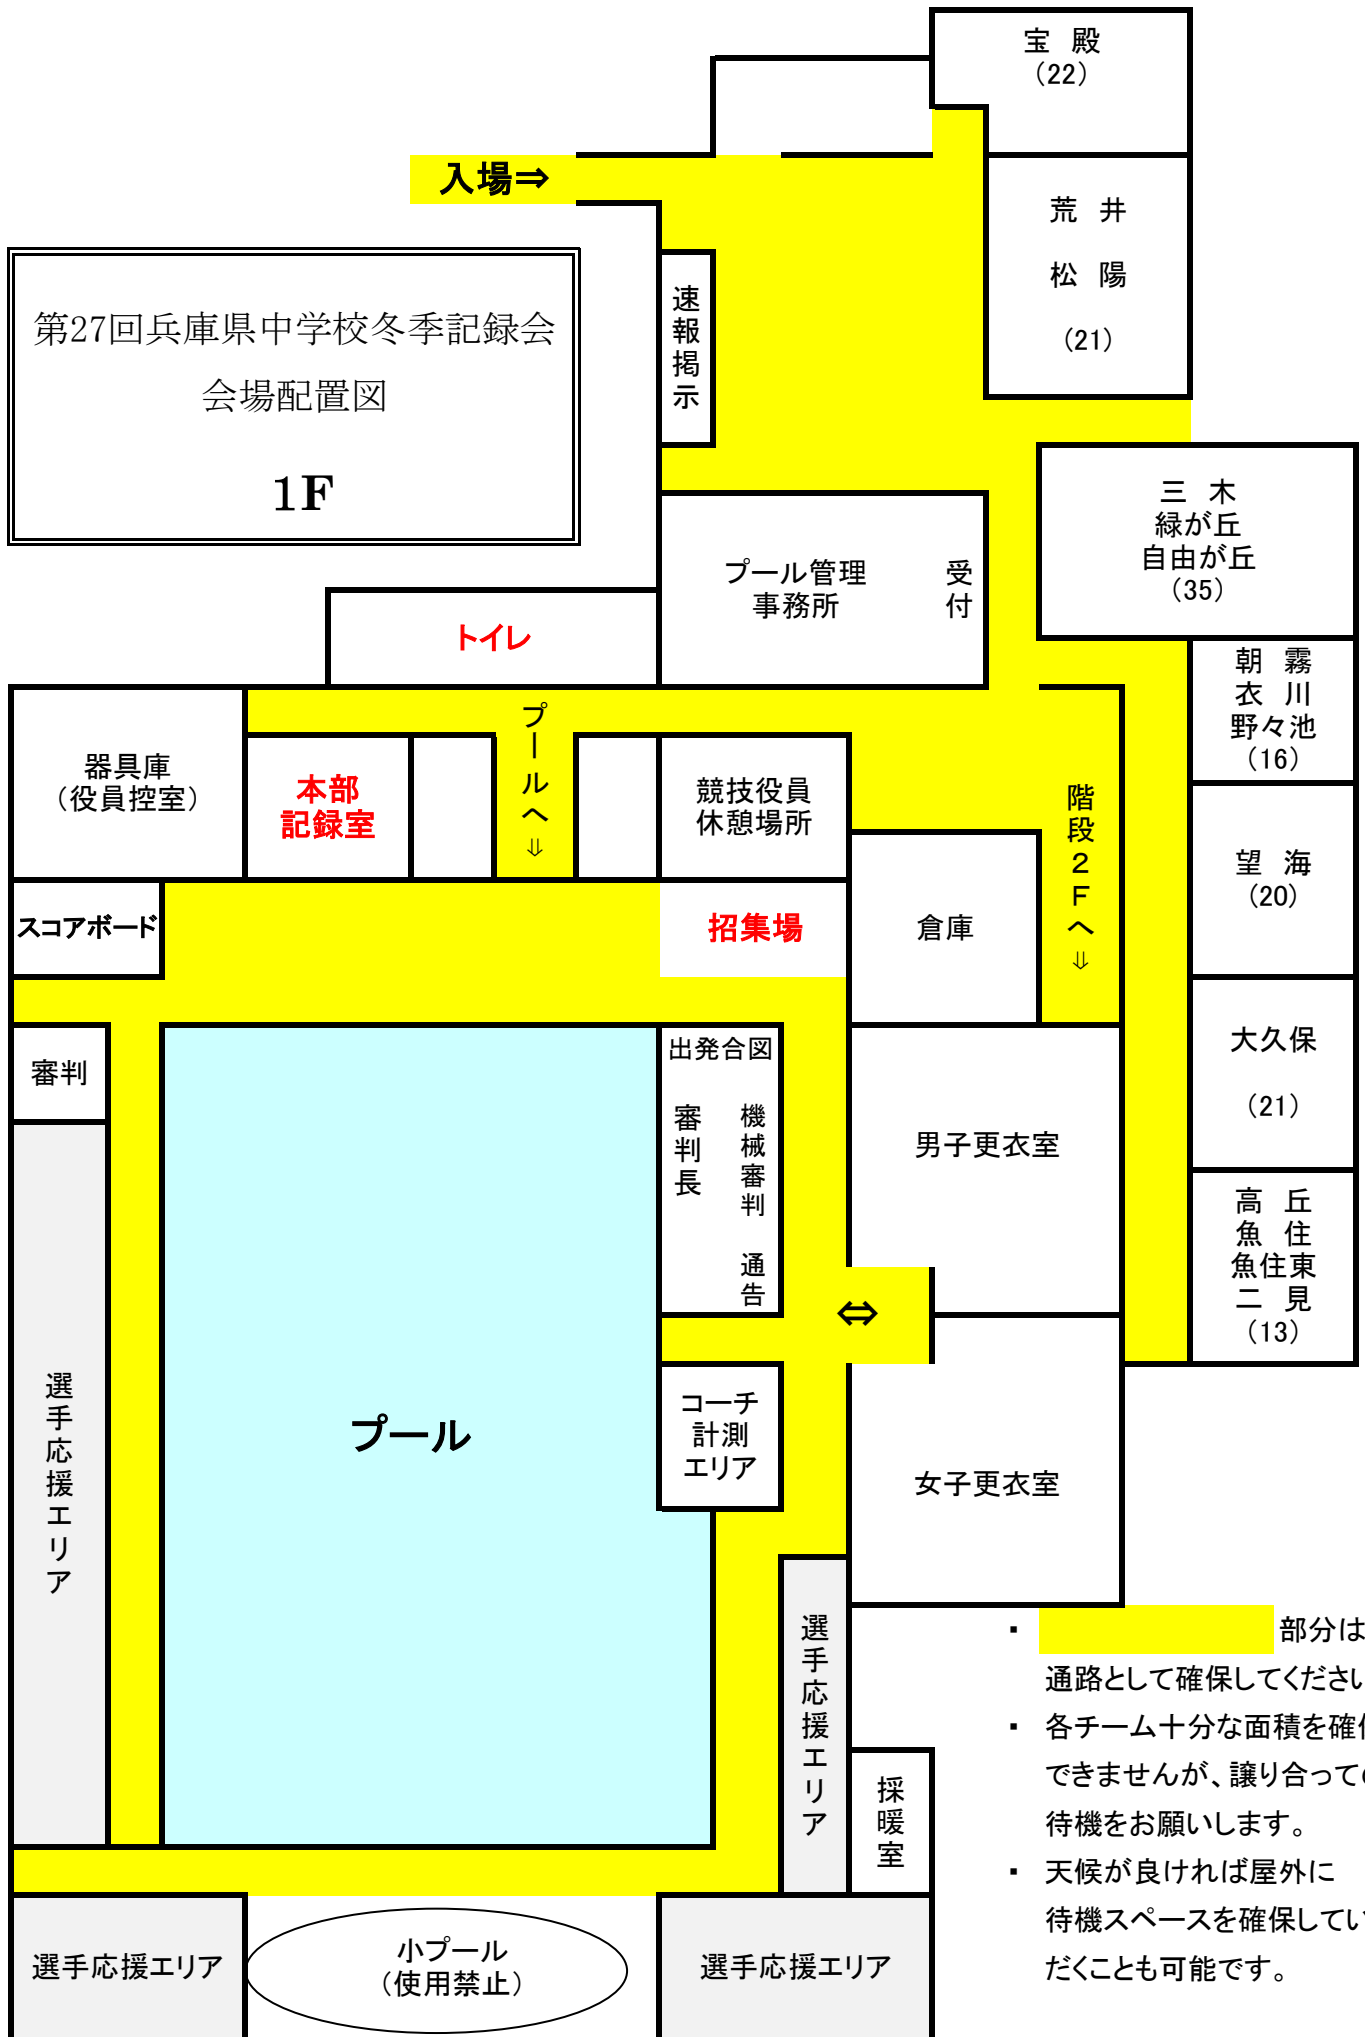 宝 殿
(22)
入場⇒
荒 井
松 陽
(21)
第27回兵庫県中学校冬季記録会
会場配置図
1F
速報掲示
三 木
緑が丘
自由が丘
(35)
プール管理
事務所
受付
トイレ
朝 霧
衣 川
野々池
(16)
器具庫
(役員控室)
本部
記録室
プールへ⇓
競技役員
休憩場所
階段2Fへ⇓
望 海
(20)
スコアボード
招集場
倉庫
大久保
(21)
審判
出発合図
審判長
機械審判 通告
男子更衣室
高 丘
魚 住
魚住東
二 見
(13)
⇔
選手応援エリア
プール
コーチ
計測
エリア
女子更衣室
選手応援エリア
採暖室
・ 部分は
通路として確保してください
・ 各チーム十分な面積を確
できませんが、譲り合って
待機をお願いします。
・ 天候が良ければ屋外に
待機スペースを確保してい
だくことも可能です。
選手応援エリア
小プール
(使用禁止)
選手応援エリア